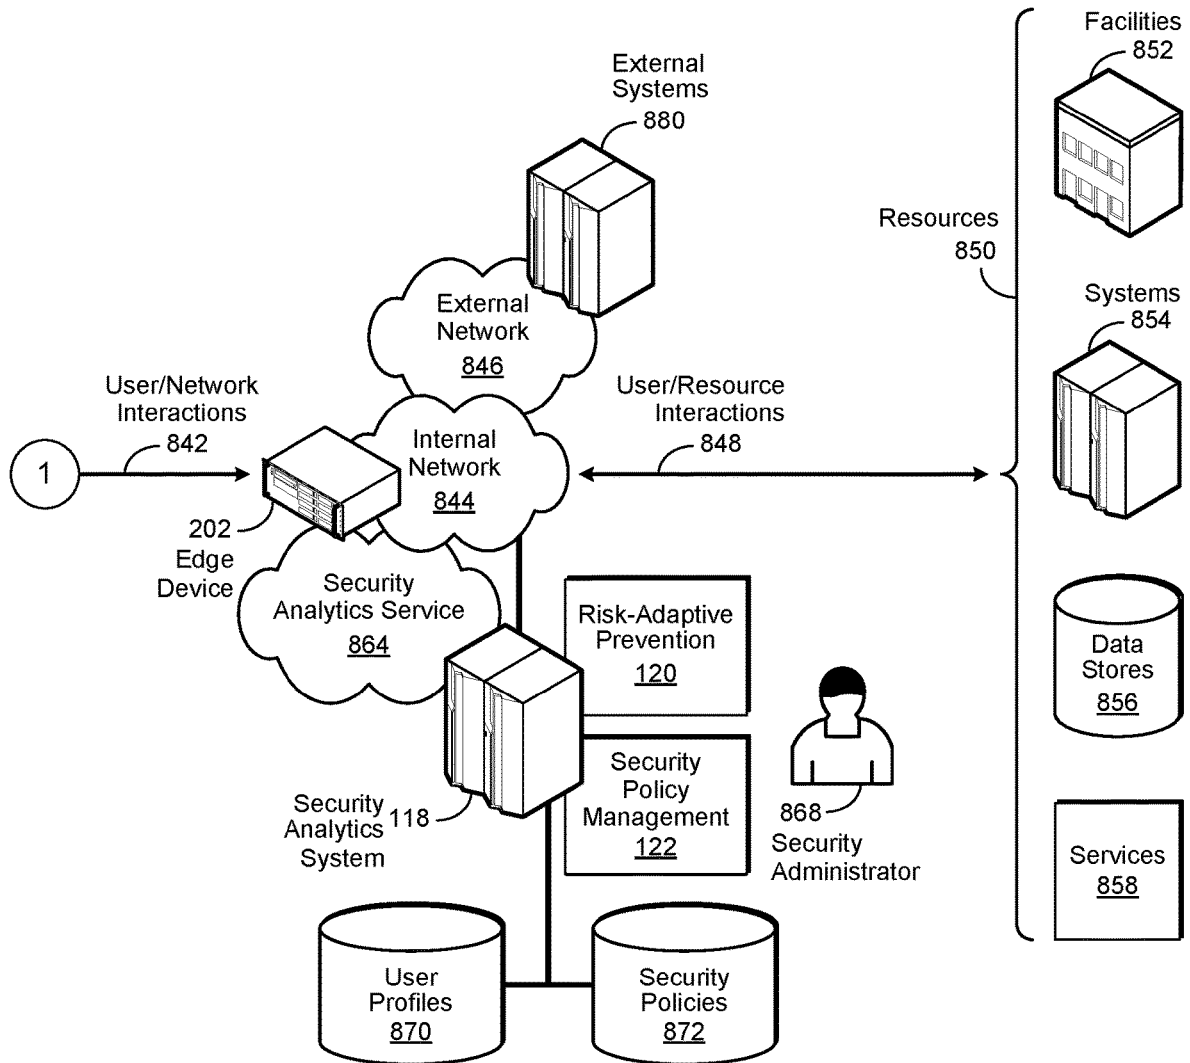 Facilities
852
External
Systems
880
Resources
850
Systems
854
External
Network
846
User/Network
Interactions
842
User/Resource
Interactions
848
1
Internal
Network
844
202
Edge
Device
Security
Analytics Service
864
Risk-Adaptive
Prevention
120
Data
Stores
856
Security
Policy
Management
122
Security
Analytics
System
118
868
Security
Administrator
Services
858
User
Profiles
870
Security
Policies
872